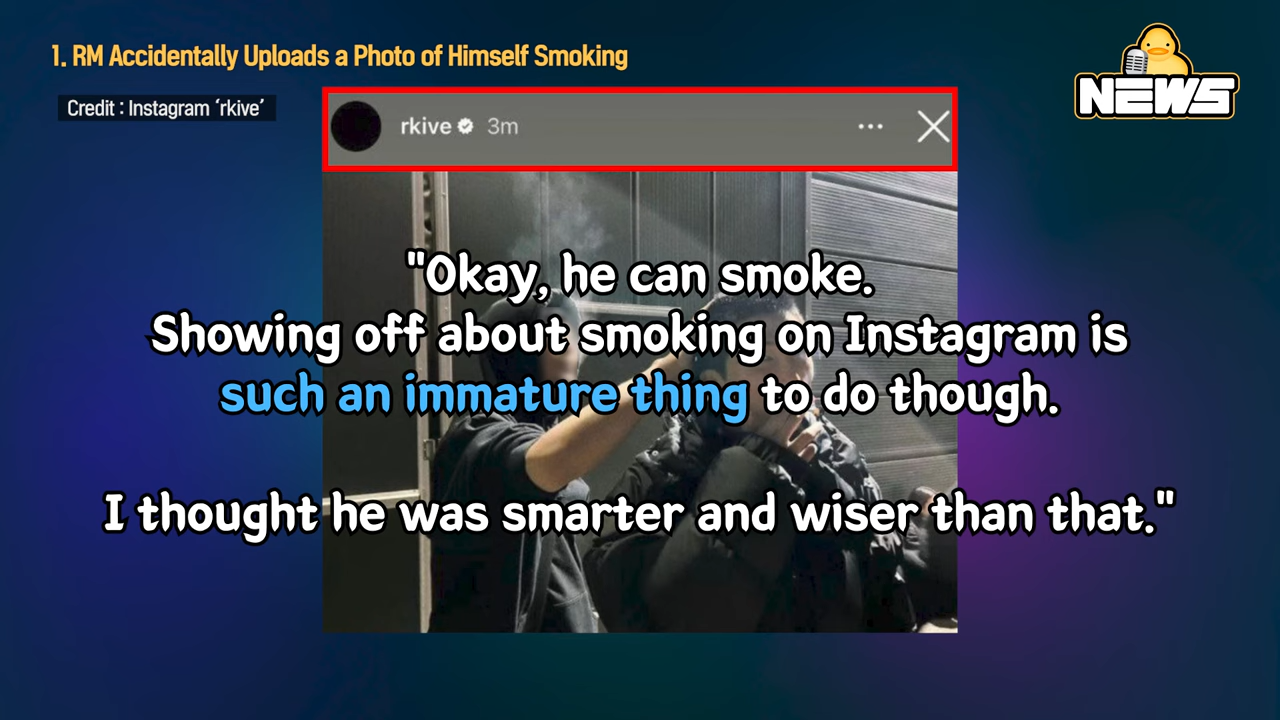 1. RM Accidentally Uploads a Photo of Himself Smoking
NEWS
Credit : Instagram ‘rkive’
rkive 3m
"Okay, he can smoke.
Showing off about smoking on Instagram is
such an immature thing to do though.
I thought he was smarter and wiser than that."